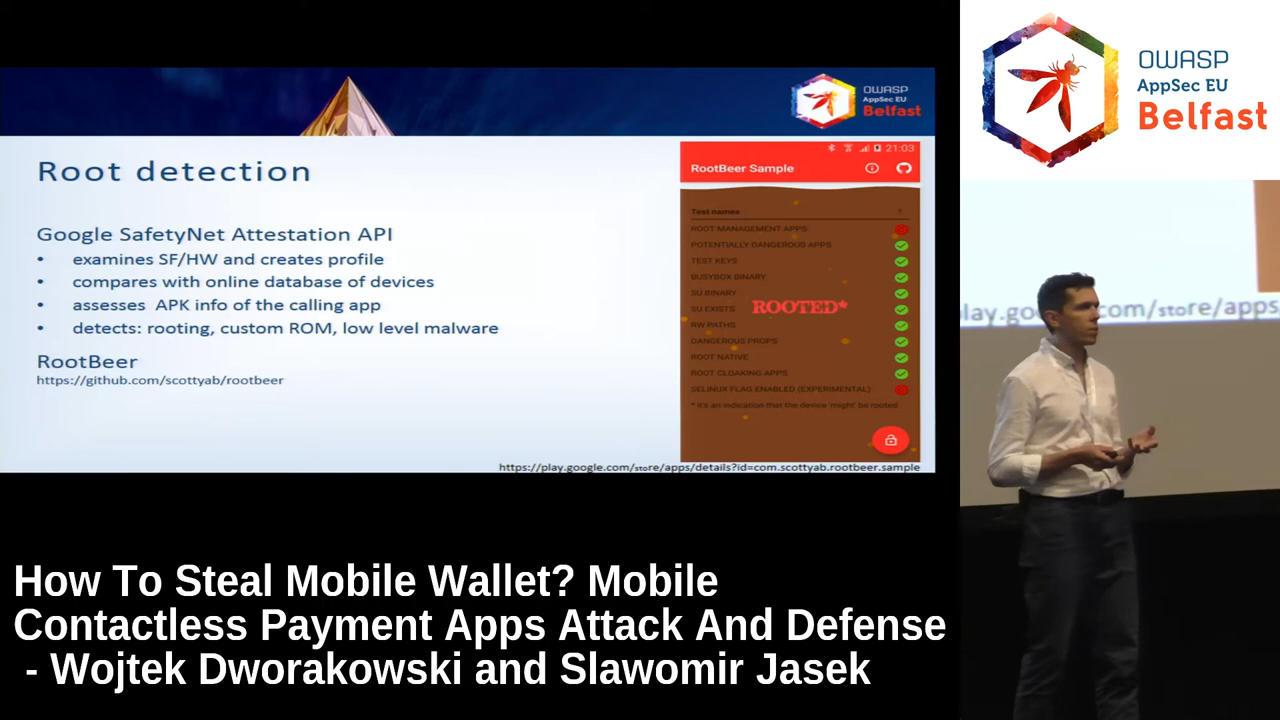 OWASP
AppSec EU
Belfast
Root detection
Google SafetyNet Attestation API
• examines SF/HW and creates profile
• compares with online database of devices
• assesses APK info of the calling app
• detects: rooting, custom ROM, low level malware
RootBeer
https://github.com/scottyab/rootbeer
21:03
RootBeer Sample
Test names
?
ROOT MANAGEMENT APPS
POTENTIALLY DANGEROUS APPS
TEST KEYS
BUSYBOX BINARY
SU BINARY
SU EXISTS
RW PATHS
DANGEROUS PROPS
ROOT NATIVE
ROOT CLOAKING APPS
SELINUX FLAG ENABLED (EXPERIMENTAL)
* It's an indication that the device 'might' be rooted
ROOTED*
https://play.google.com/store/apps/details?id=com.scottyab.rootbeer.sample
OWASP
AppSec EU
Belfast
play.goo
com/store/apps
How To Steal Mobile Wallet? Mobile
Contactless Payment Apps Attack And Defense
- Wojtek Dworakowski and Slawomir Jasek